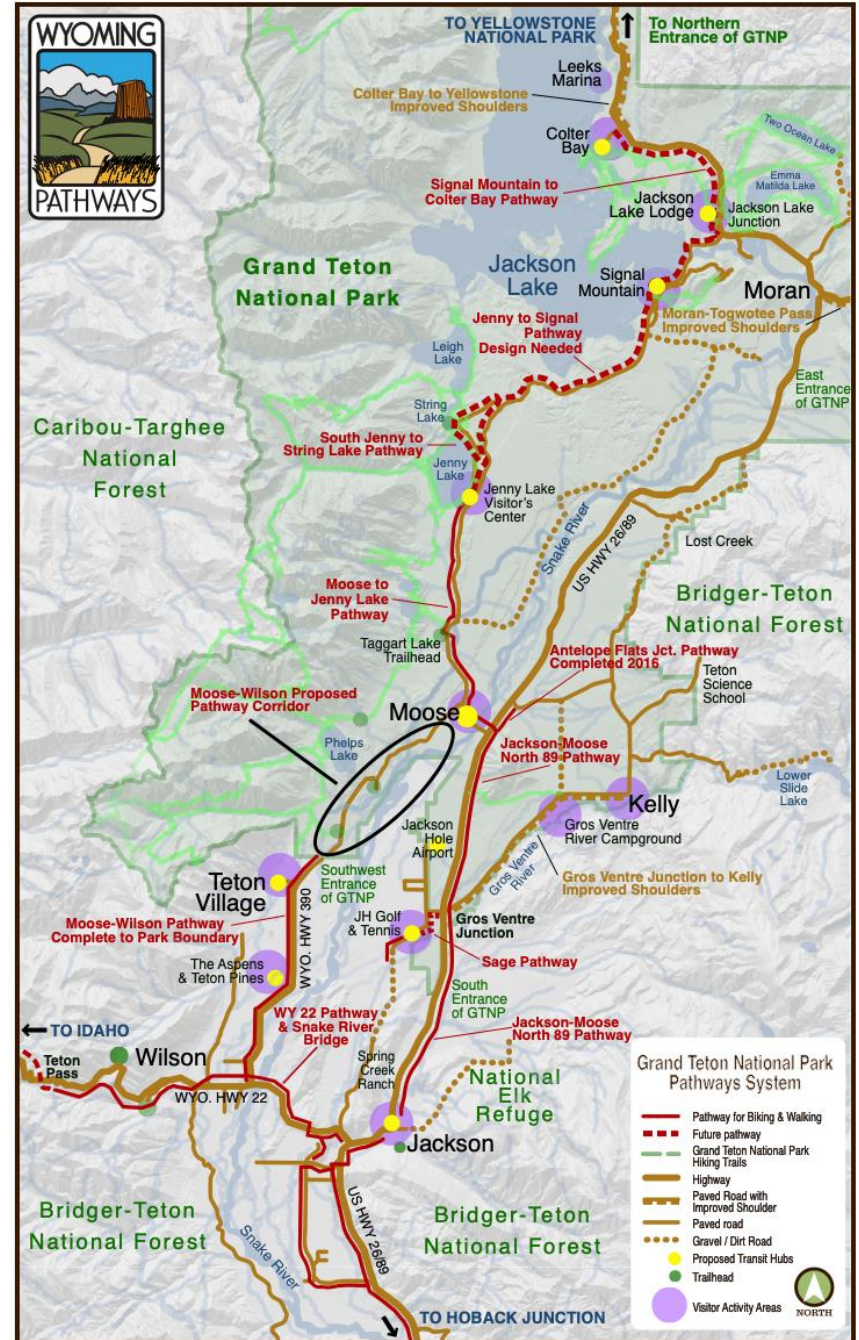 WYOMING
PATHWAYS
TO YELLOWSTONE
NATIONAL PARK
To Northern
Entrance of GTNP
Leeks
Marina
Colter Bay to Yellowstone
Improved Shoulders
Colter
Bay
Two Ocean Lake
Emma
Matilda Lake
Signal Mountain to
Colter Bay Pathway
Jackson
Lake Lodge
Jackson Lake
Junction
Grand Teton
National Park
Jackson
Lake
Signal
Mountain
Moran
Moran-Togwotee Pass
Improved Shoulders
Jenny to Signal
Pathway
Design Needed
Leigh
Lake
East
Entrance
of GTNP
String
Lake
Caribou-Targhee
National
Forest
South Jenny to
String Lake Pathway
Jenny
Lake
Jenny Lake
Visitor's
Center
Snake River
US HWY 26/89
Lost Creek
Moose to
Jenny Lake
Pathway
Bridger-Teton
National Forest
Taggart Lake
Trailhead
Antelope Flats Jct. Pathway
Completed 2016
Teton
Science
School
Moose-Wilson Proposed
Pathway Corridor
Moose
Phelps
Lake
Jackson-Moose
North 89 Pathway
Lower
Slide
Lake
Kelly
Jackson
Hole
Airport
Gros Ventre
River Campground
Gros Ventre
River
Southwest
Entrance
of GTNP
Gros Ventre Junction to Kelly
Improved Shoulders
Teton
Village
WYO. HWY 390
Moose-Wilson Pathway
Complete to Park Boundary
JH Golf
& Tennis
Gros Ventre
Junction
Sage Pathway
The Aspens
& Teton Pines
South
Entrance
of GTNP
WY 22 Pathway
& Snake River
Bridge
Jackson-Moose
North 89 Pathway
TO IDAHO
Teton
Pass
Wilson
WYO. HWY 22
Spring
Creek
Ranch
National
Elk
Refuge
Jackson
US HWY 26/89
Bridger-Teton
National Forest
Snake River
Bridger-Teton
National Forest
TO HOBACK JUNCTION
Grand Teton National Park
Pathways System
Pathway for Biking & Walking
Future pathway
Grand Teton National Park
Hiking Trails
Highway
Paved Road with
Improved Shoulder
Paved road
Gravel / Dirt Road
Proposed Transit Hubs
Trailhead
Visitor Activity Areas
NORTH